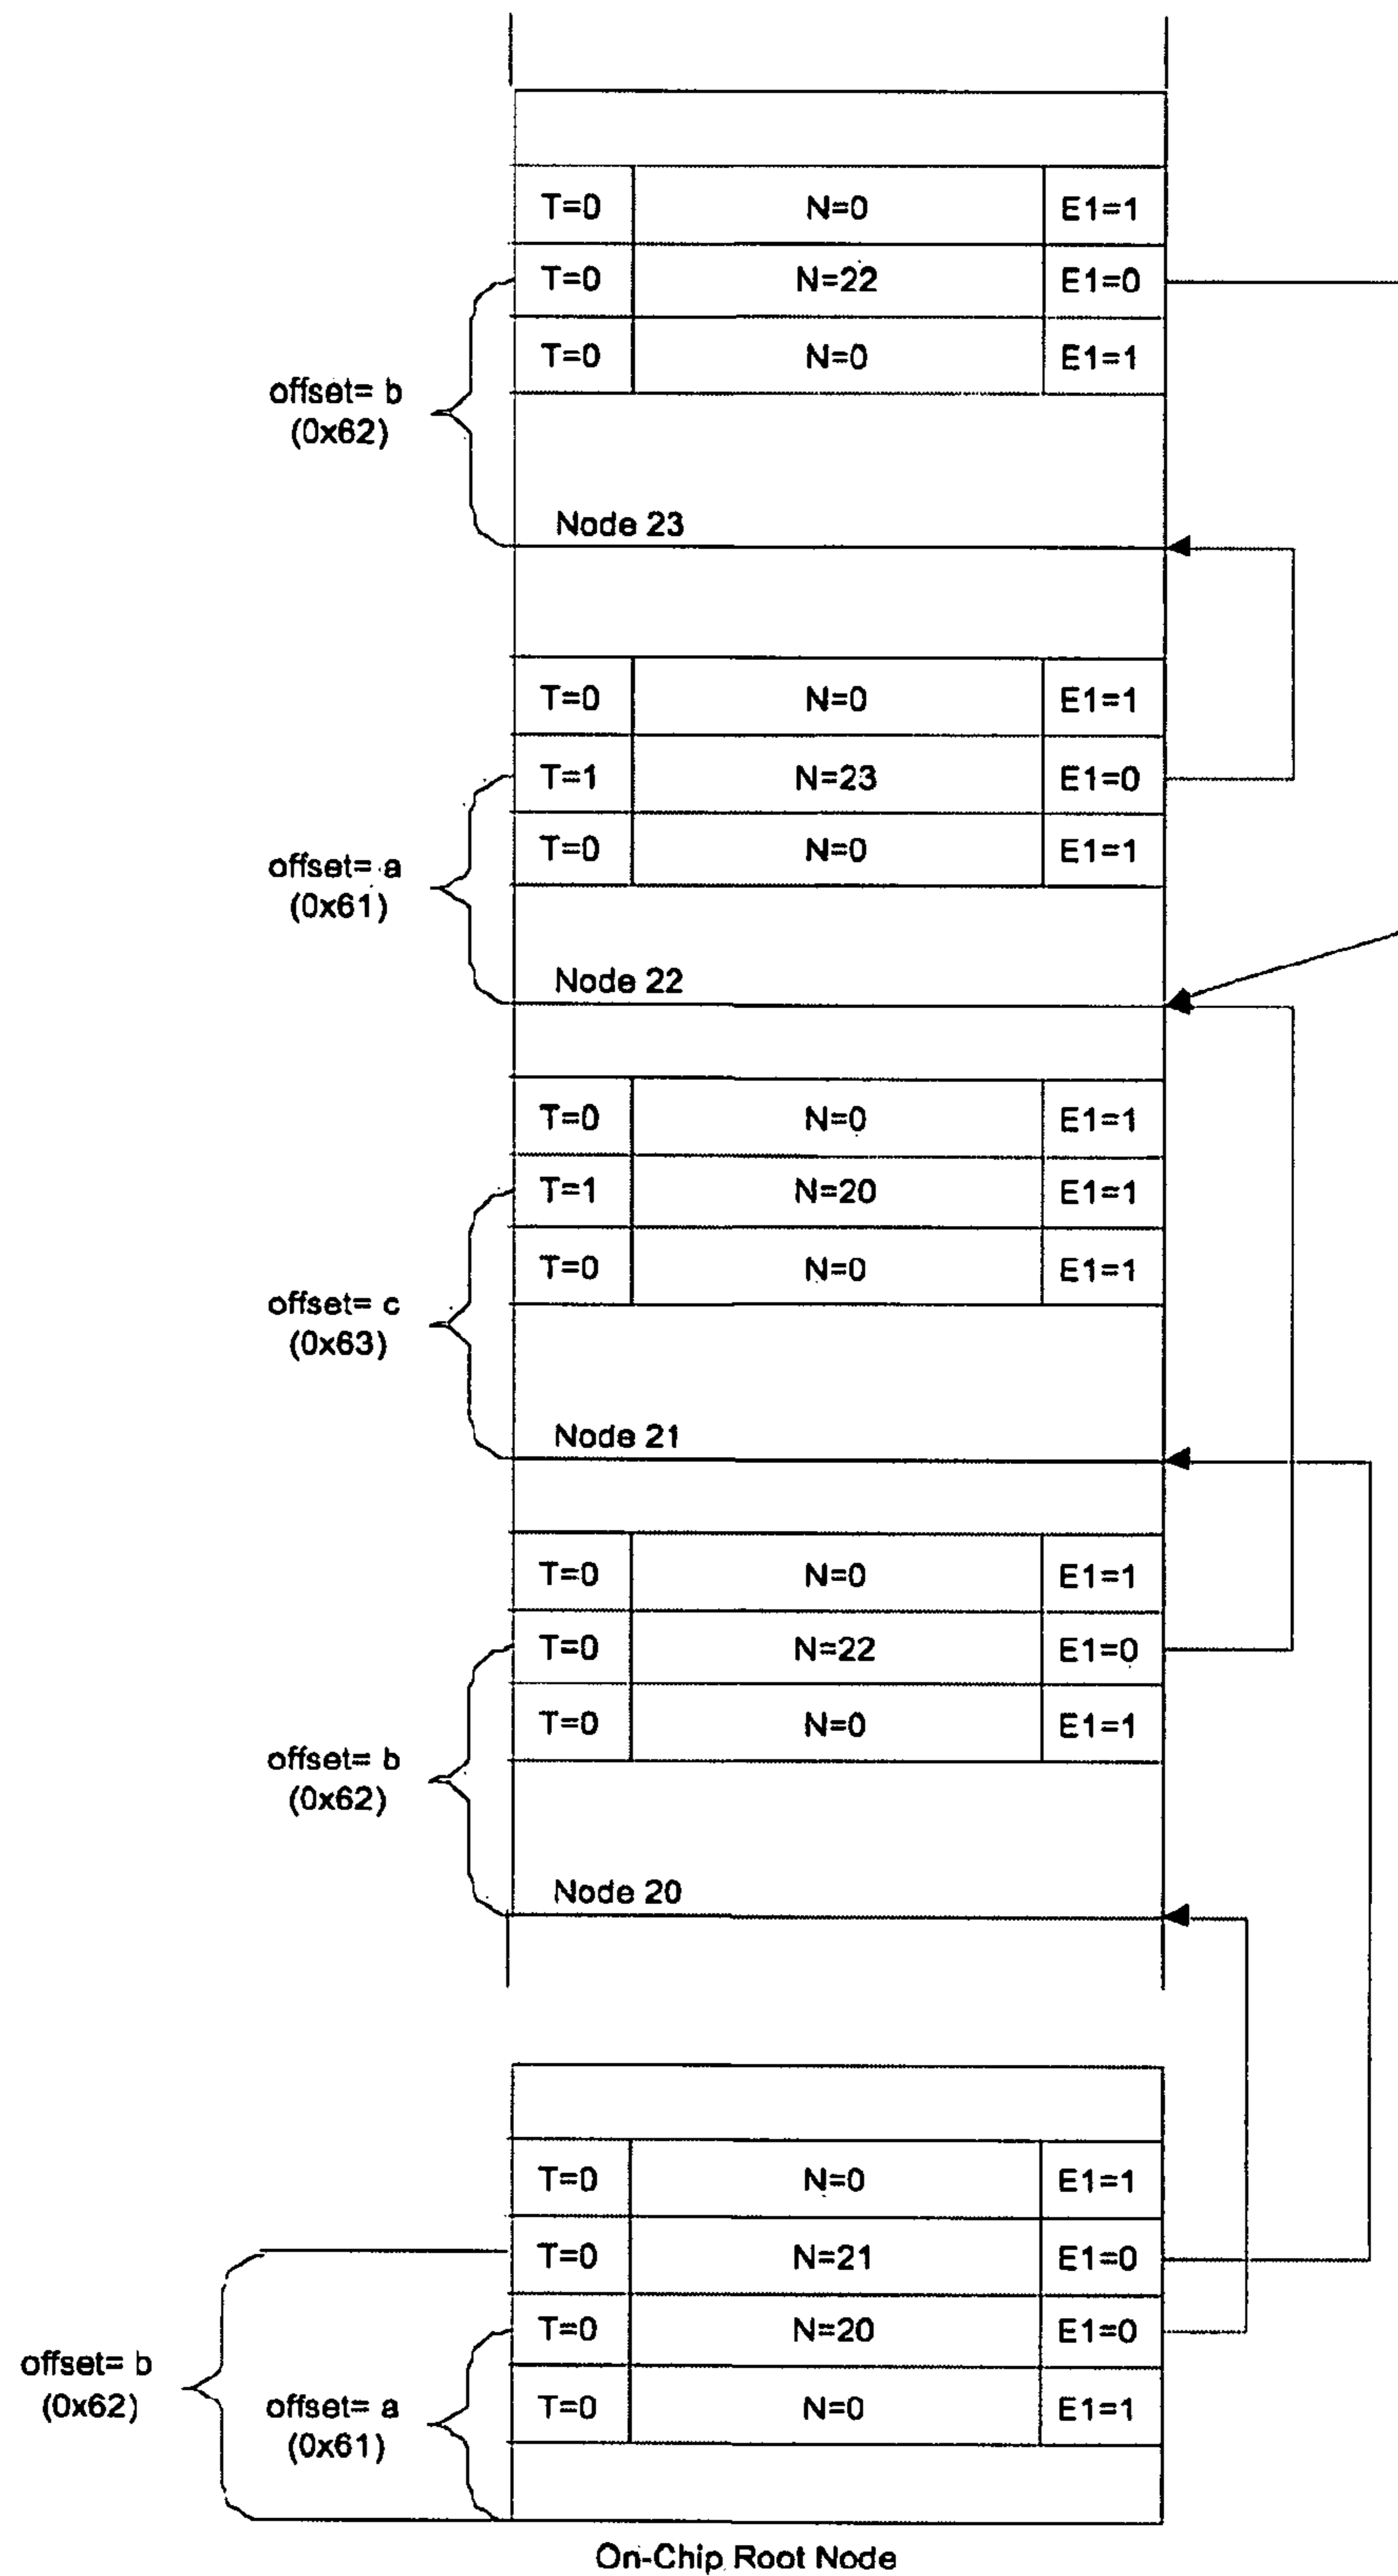 T=0 N=0 E1=1
T=0 N=22 E1=0
T=0 N=0 E1=1
offset= b
(0x62)
Node 23
T=0 N=0 E1=1
T=1 N=23 E1=0
T=0 N=0 E1=1
offset= a
(0x61)
Node 22
T=0 N=0 E1=1
T=1 N=20 E1=1
T=0 N=0 E1=1
offset= c
(0x63)
Node 21
T=0 N=0 E1=1
T=0 N=22 E1=0
T=0 N=0 E1=1
offset= b
(0x62)
Node 20
T=0 N=0 E1=1
T=0 N=21 E1=0
T=0 N=20 E1=0
T=0 N=0 E1=1
offset= b
(0x62)
offset= a
(0x61)
On-Chip Root Node